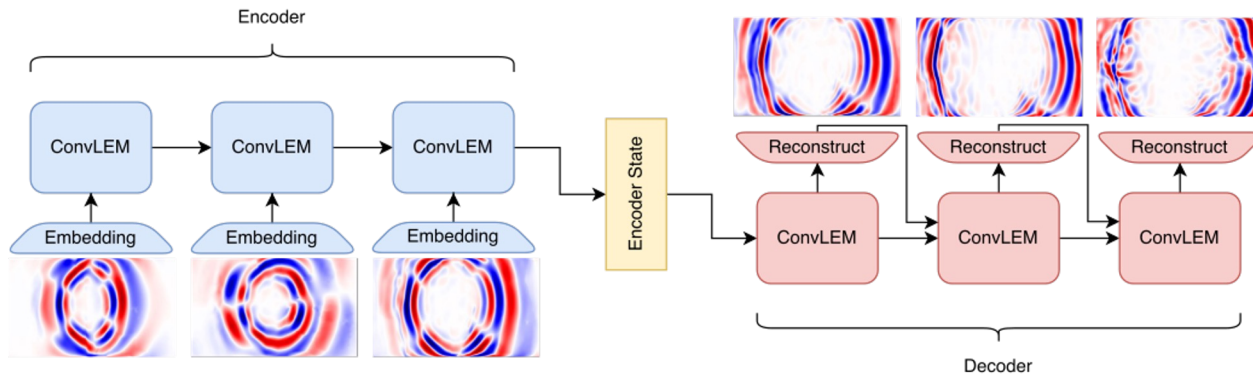 Encoder
ConvLEM
ConvLEM
ConvLEM
Embedding
Embedding
Embedding
Encoder State
Reconstruct
Reconstruct
Reconstruct
ConvLEM
ConvLEM
ConvLEM
Decoder